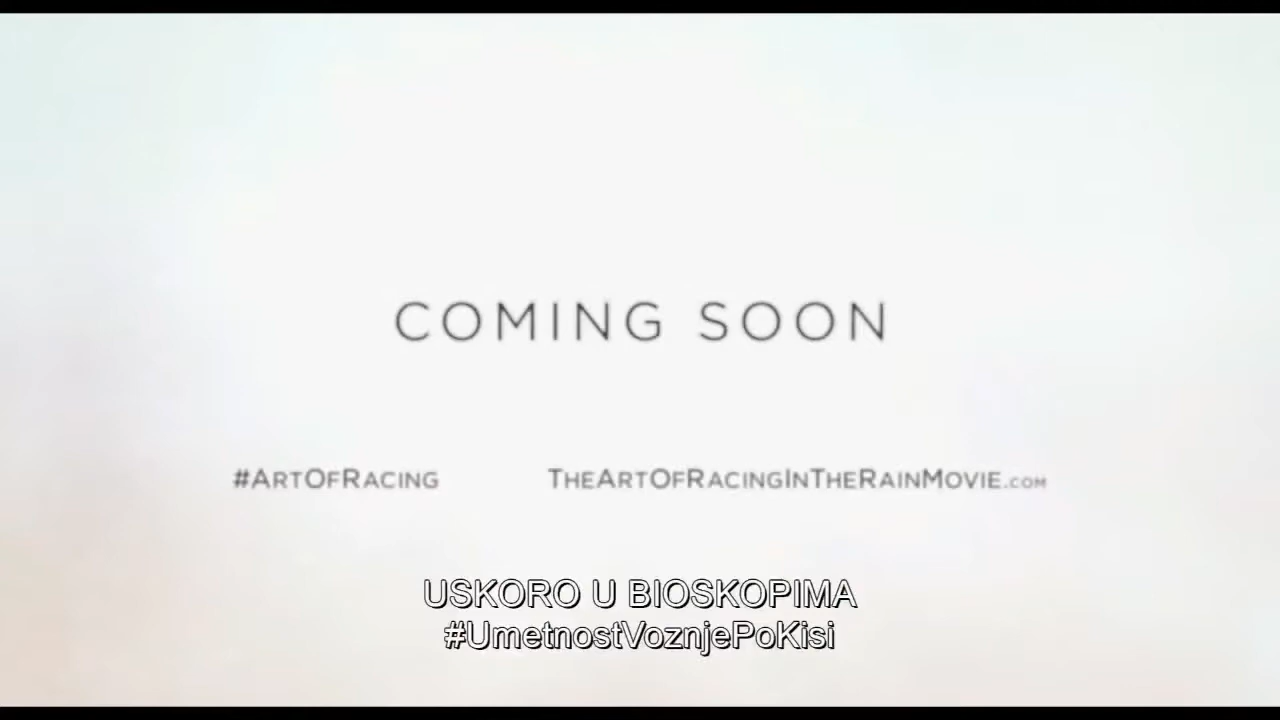 COMING SOON
#ARTOFRACING THEARTOFRACINGINTHERAINMOVIE.COM
USKORO U BIOSKOPIMA
#UmetnostVoznjePoKisi